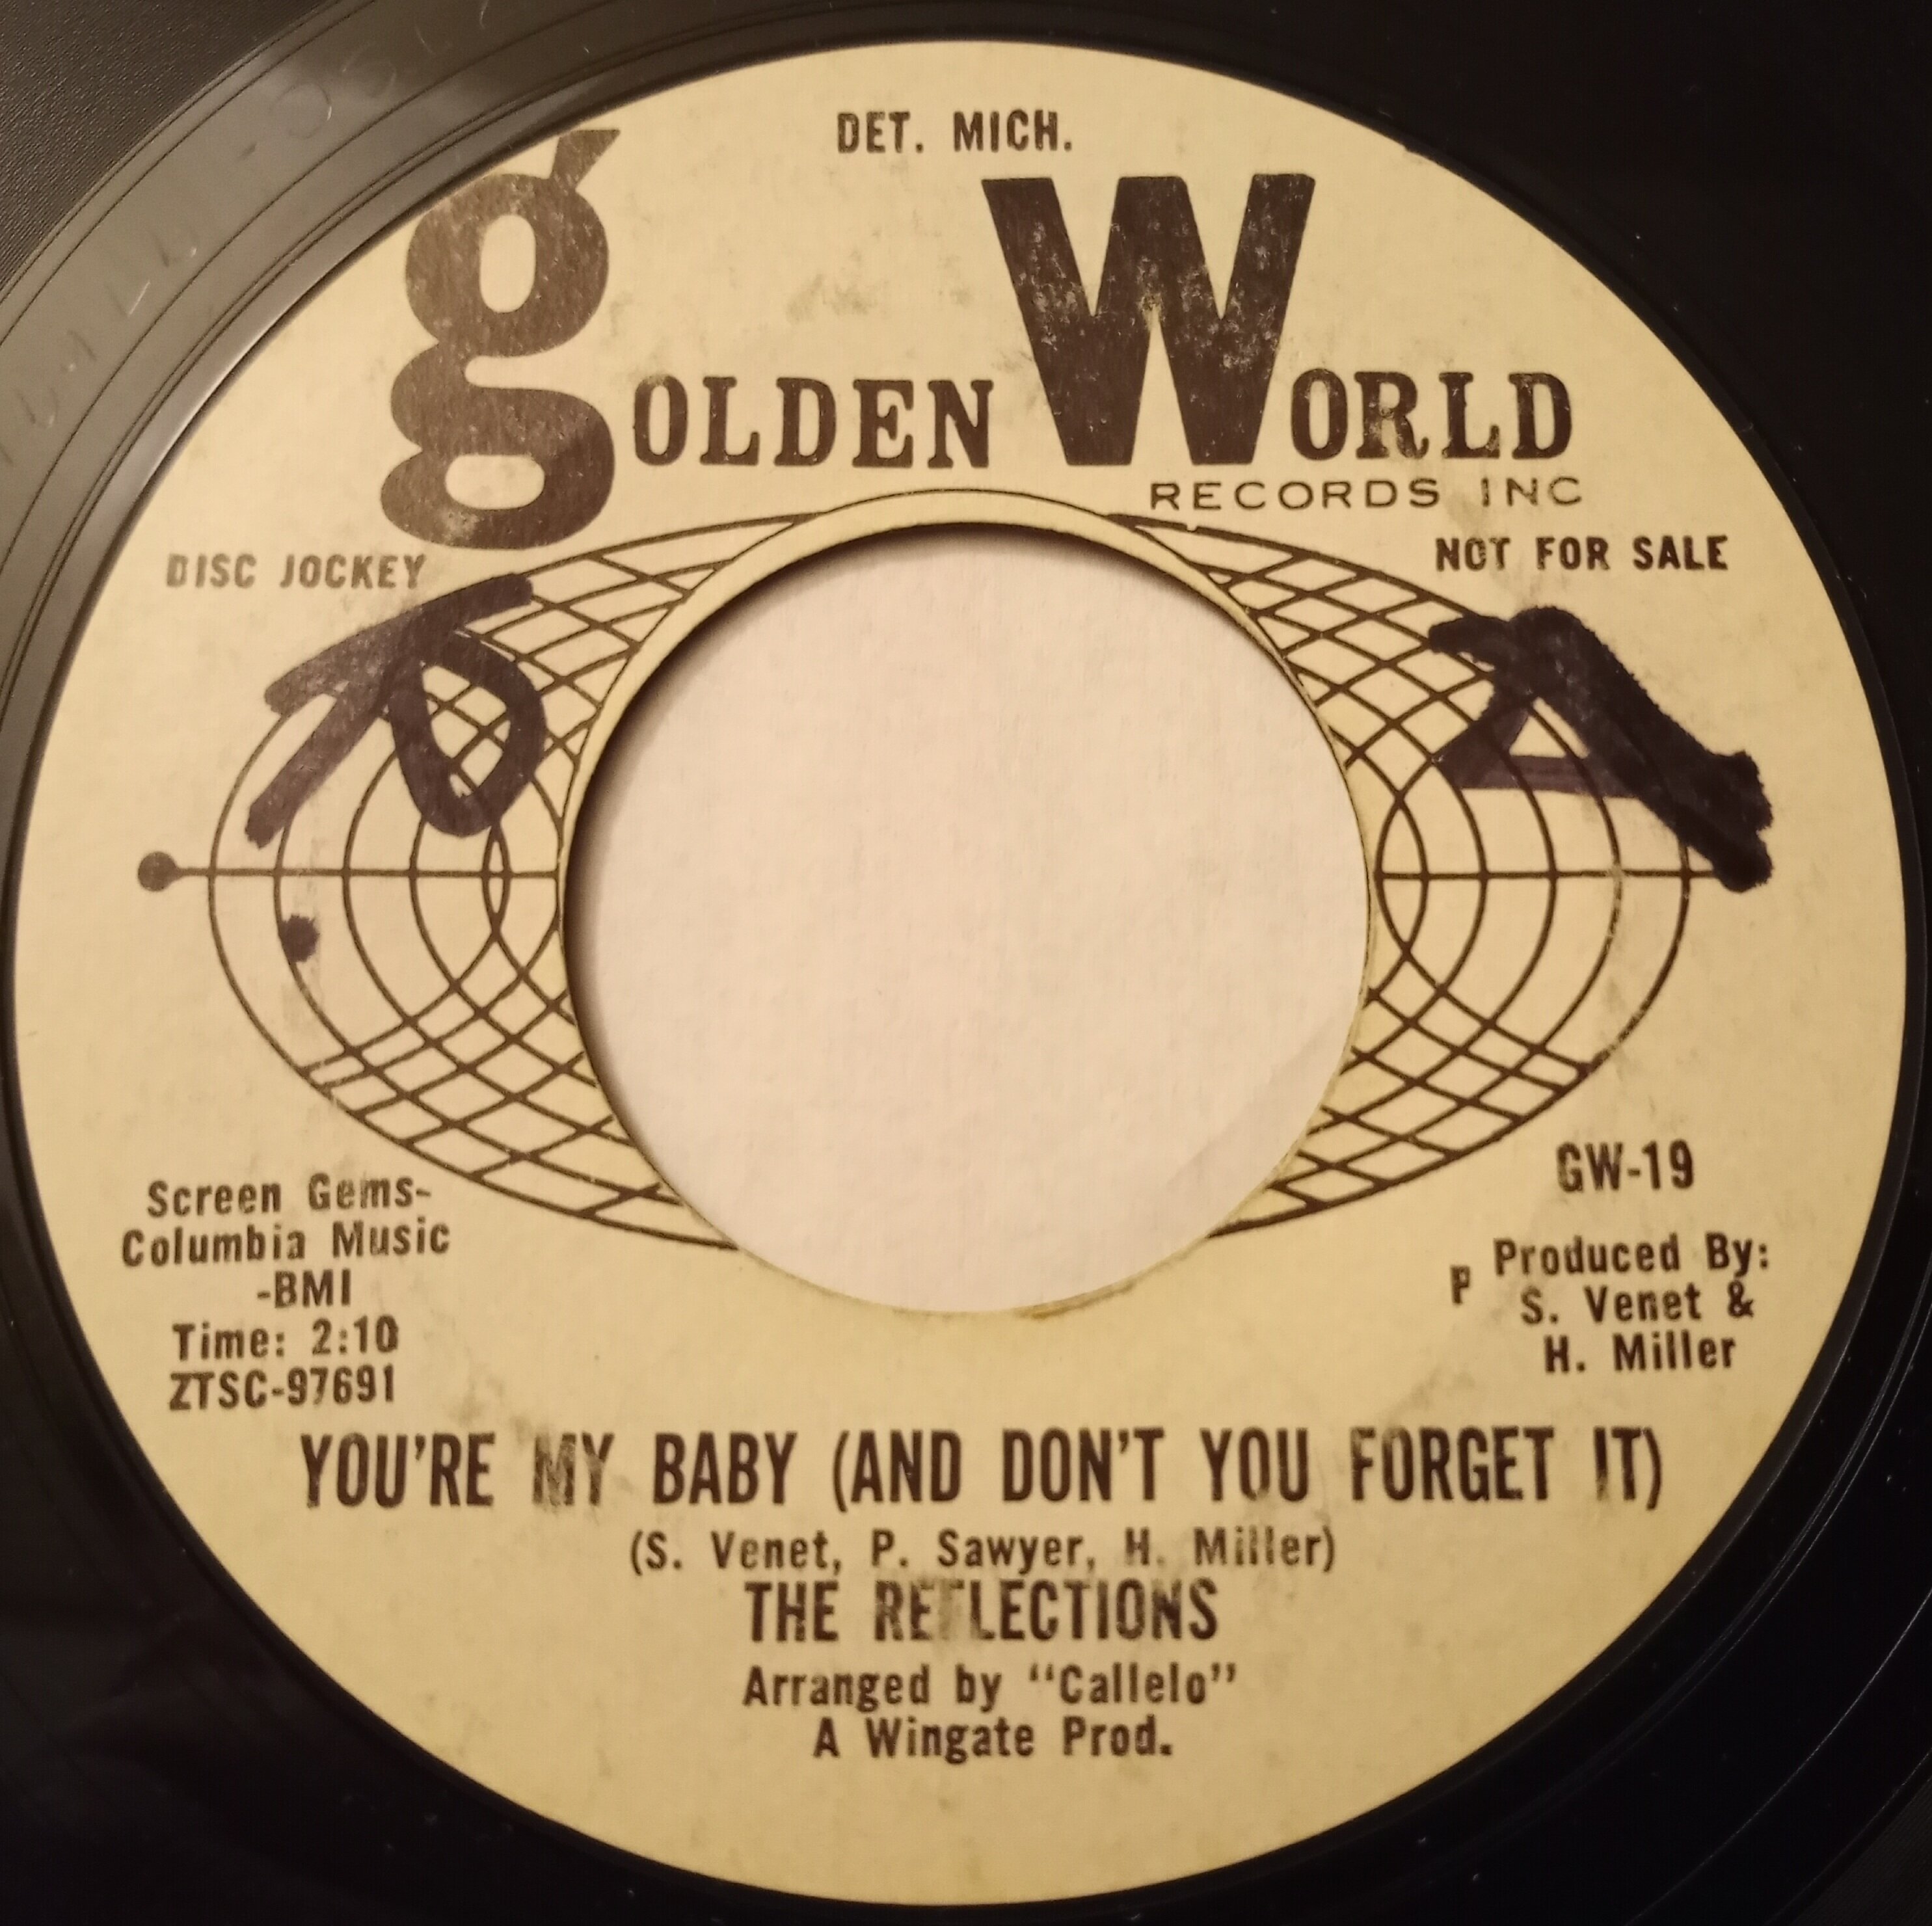 DET. MICH.
gOLDEN WORLD
RECORDS INC
DISC JOCKEY
NOT FOR SALE
Screen Gems-
Columbia Music
-BMI
Time: 2:10
ZTSC-97691
GW-19
P
Produced By:
S. Venet &
H. Miller
YOU'RE MY BABY (AND DON'T YOU FORGET IT)
(S. Venet, P. Sawyer, H. Miller)
THE REFLECTIONS
Arranged by "Callelo"
A Wingate Prod.